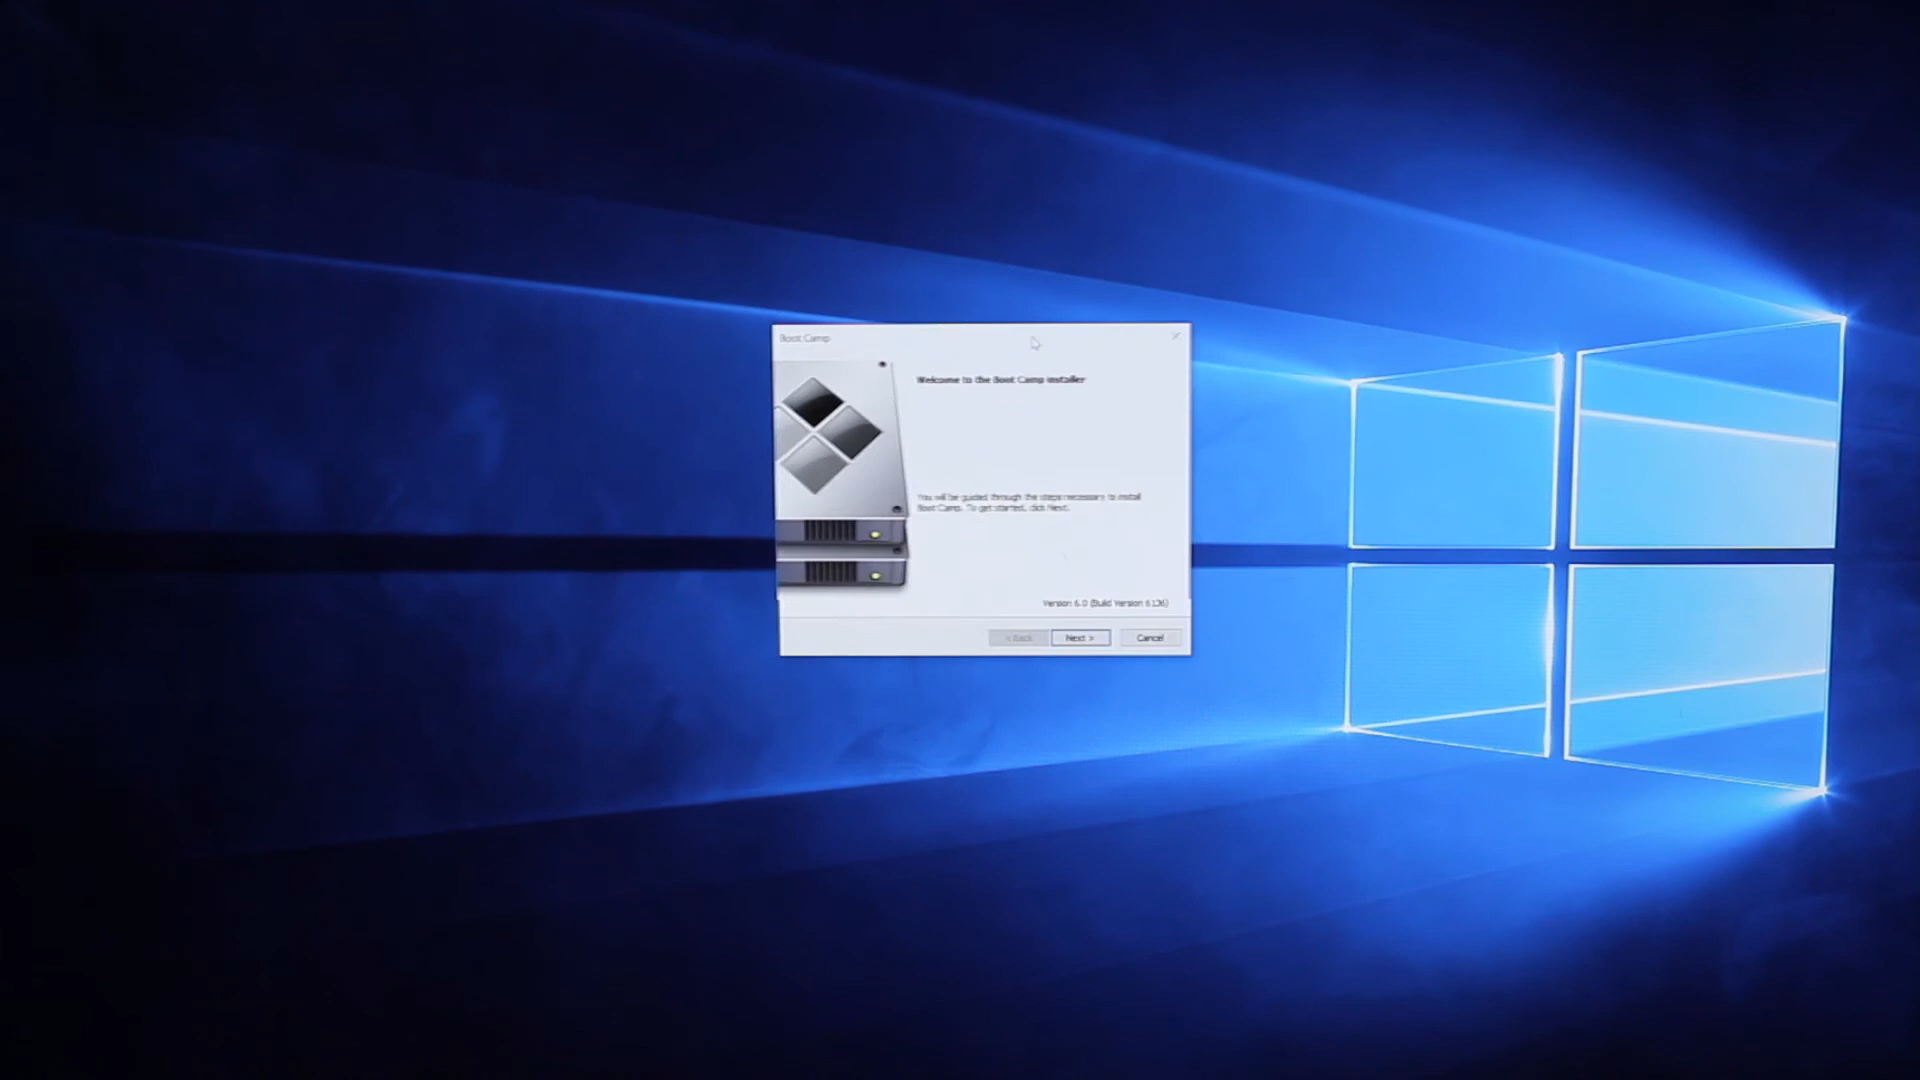 Boot Camp
Welcome to the Boot Camp installer
You will be guided through the steps necessary to install
Boot Camp. To get started, click Next.
Version 6.0 (Build Version 6136)
< Back
Next >
Cancel